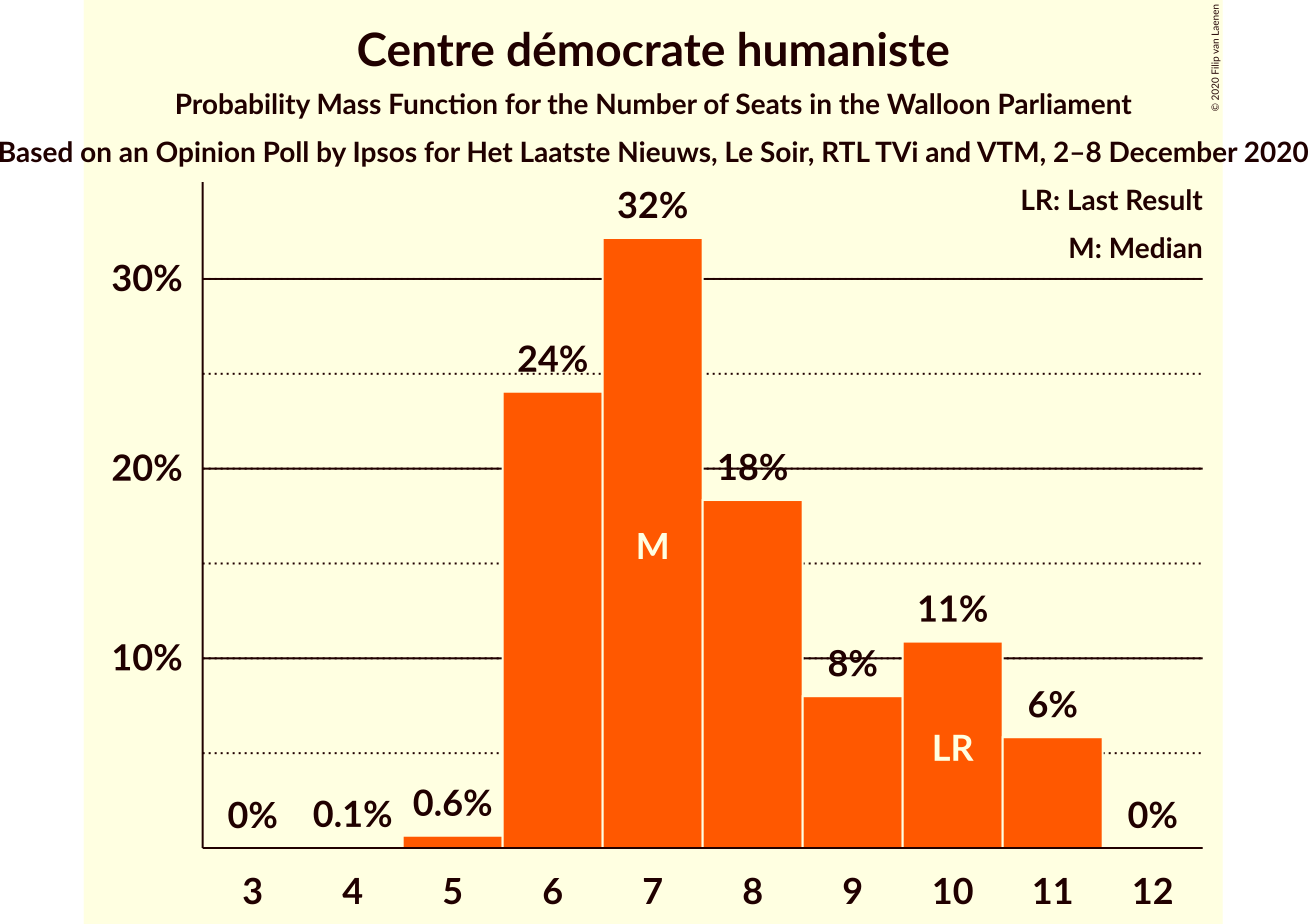 Centre démocrate humaniste
Probability Mass Function for the Number of Seats in the Walloon Parliament
Based on an Opinion Poll by Ipsos for Het Laatste Nieuws, Le Soir, RTL TVi and VTM, 2–8 December 2020
© 2020 Filip van Laenen
LR: Last Result
M: Median
30%
20%
10%
0%
0.1%
0.6%
24%
32%
18%
8%
11%
6%
0%
M
LR
3 4 5 6 7 8 9 10 11 12